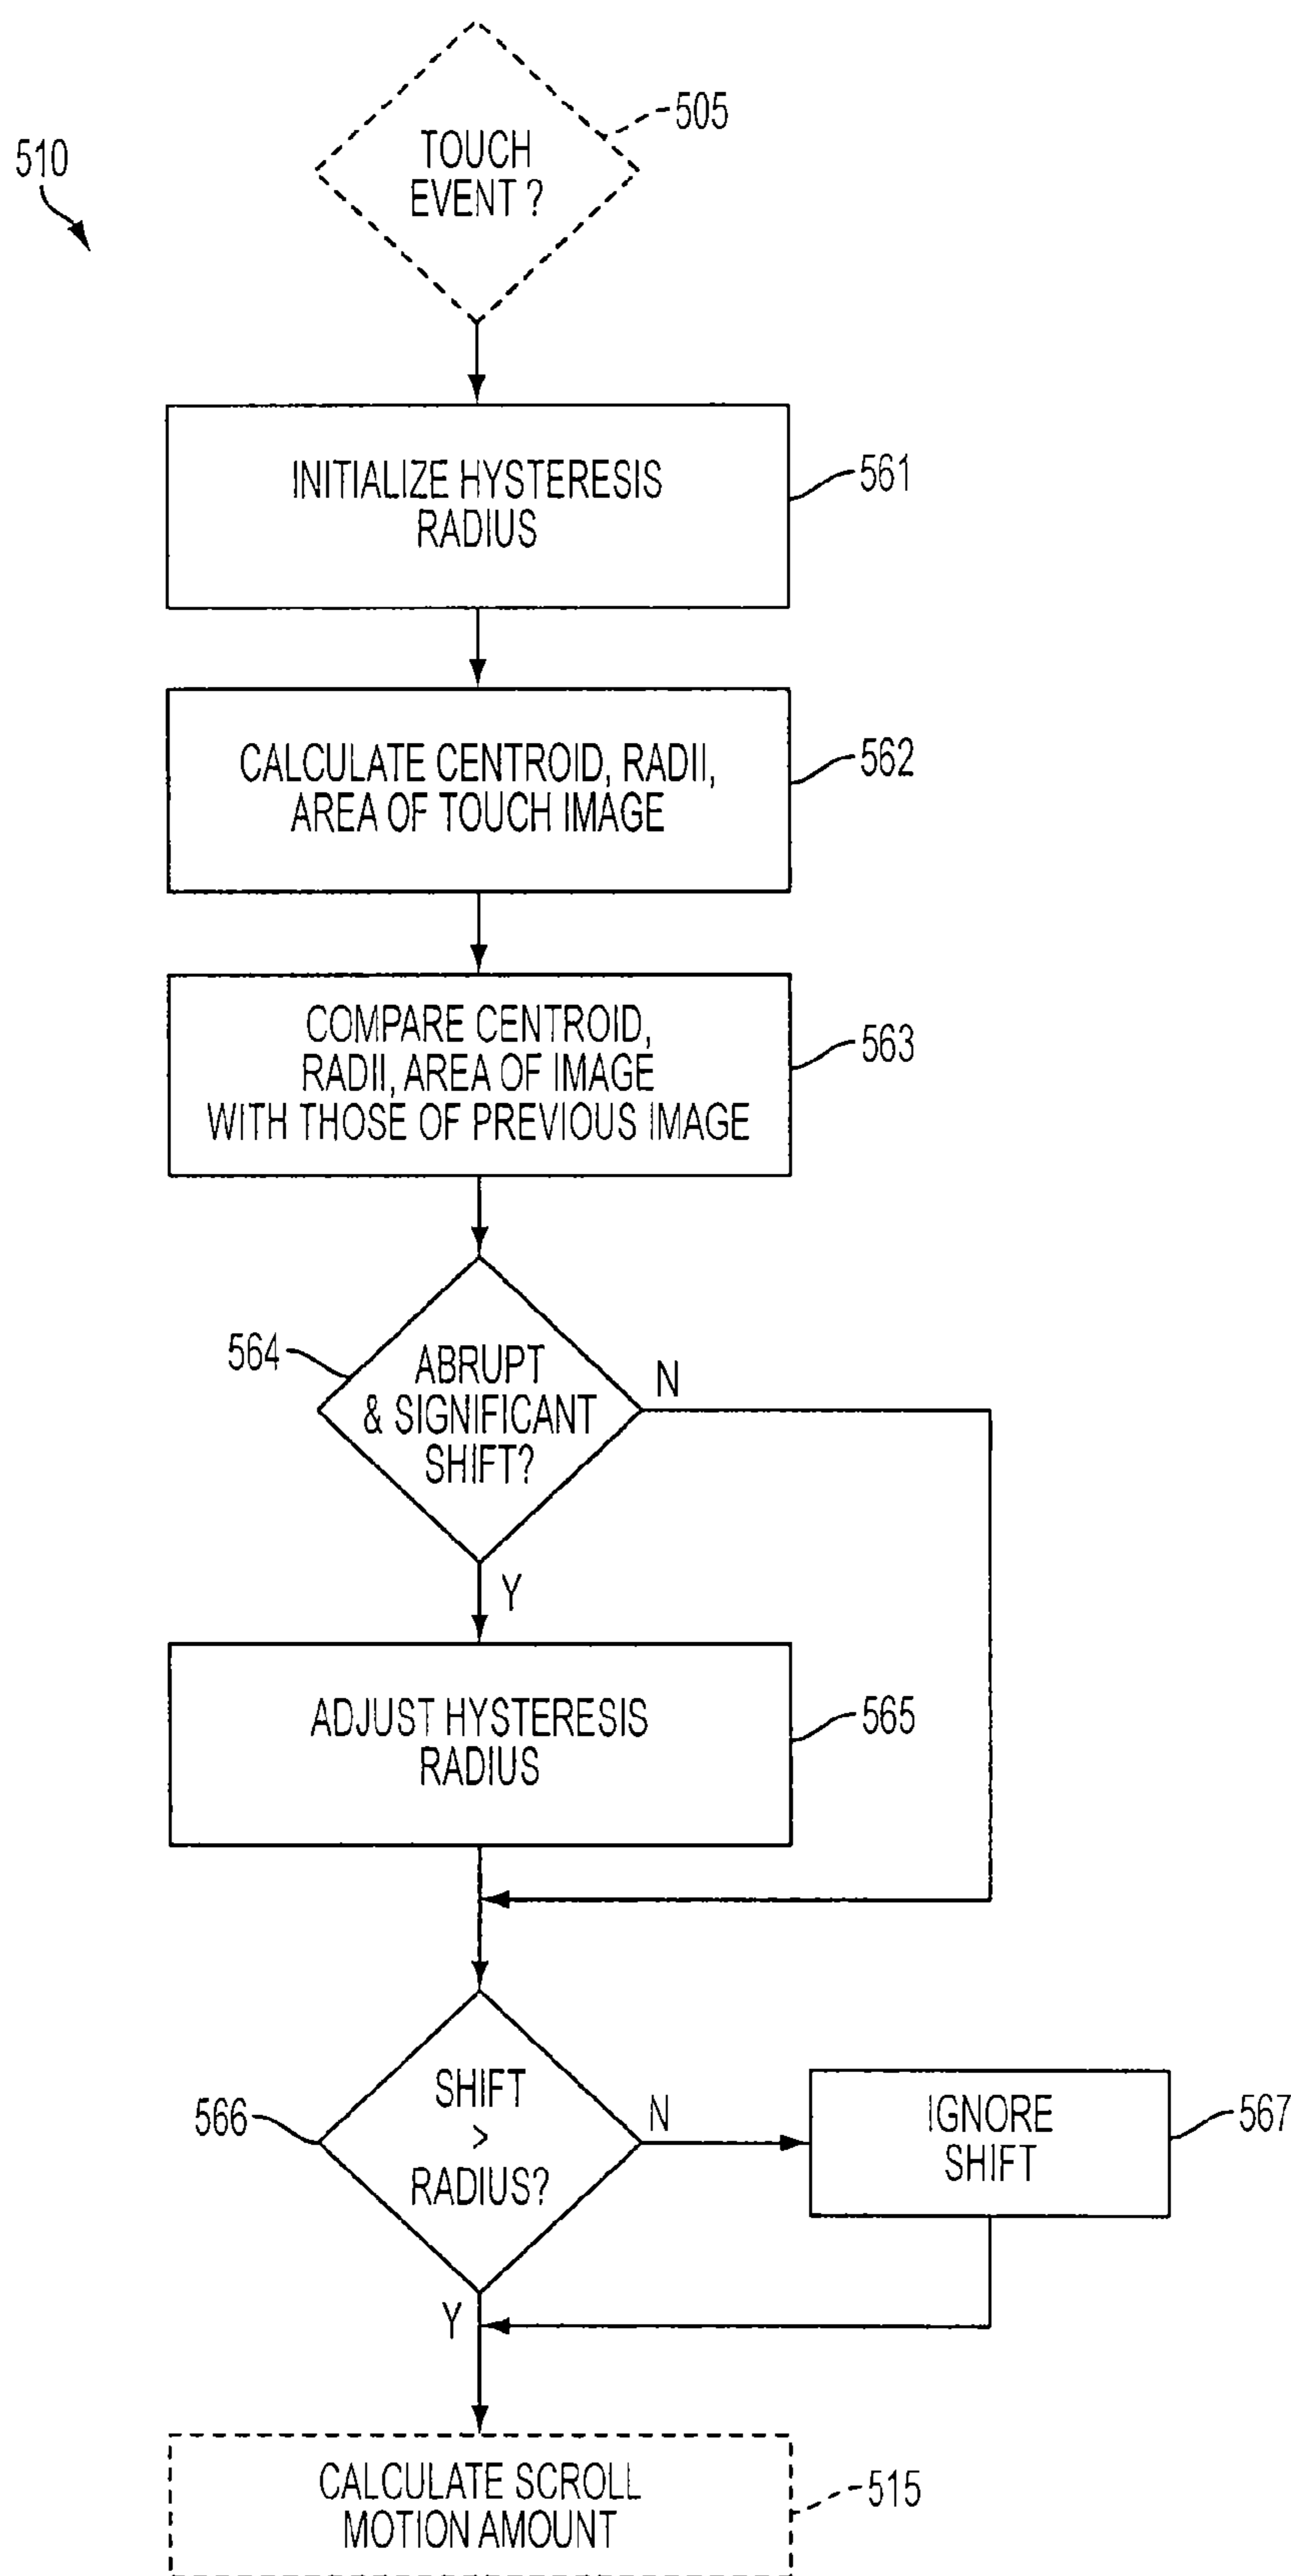 505
TOUCH
EVENT ?
510
INITIALIZE HYSTERESIS
RADIUS
561
CALCULATE CENTROID, RADII,
AREA OF TOUCH IMAGE
562
COMPARE CENTROID,
RADII, AREA OF IMAGE
WITH THOSE OF PREVIOUS IMAGE
563
564
ABRUPT
& SIGNIFICANT
SHIFT?
N
Y
ADJUST HYSTERESIS
RADIUS
565
566
SHIFT
>
RADIUS?
N
IGNORE
SHIFT
567
Y
CALCULATE SCROLL
MOTION AMOUNT
515